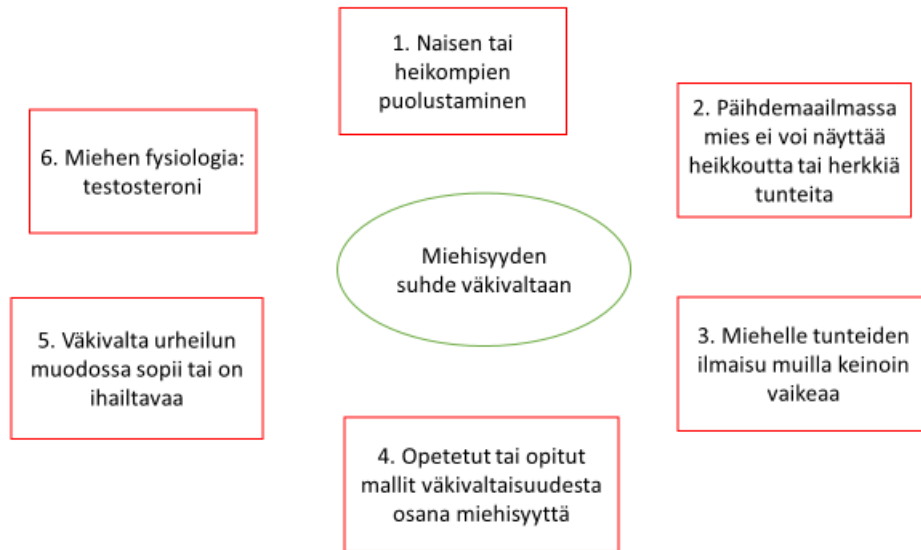 1. Naisen tai
heikompien
puolustaminen
2. Päihdemaailmassa
mies ei voi näyttää
heikkoutta tai herkkiä
tunteita
3. Miehelle tunteiden
ilmaisu muilla keinoin
vaikeaa
4. Opetetut tai opitut
mallit väkivaltaisuudesta
osana miehisyyttä
5. Väkivalta urheilun
muodossa sopii tai on
ihailtavaa
6. Miehen fysiologia:
testosteroni
Miehisyyden
suhde väkivaltaan